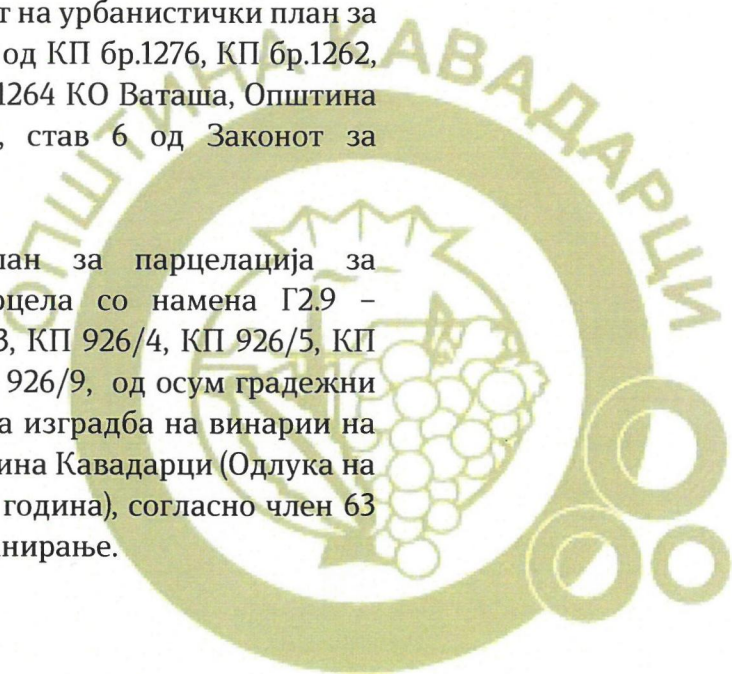 т на урбанистички план за
од КП бр.1276, КП бр.1262,
1264 КО Ваташа, Општина
, став 6 од Законот за
лан за парцелација за
рцела со намена Г2.9 –
3, КП 926/4, КП 926/5, КП
926/9, од осум градежни
а изградба на винарии на
ина Кавадарци (Одлука на
година), согласно член 63
нирање.
ОПШТИНА КАВАДАРЦИ